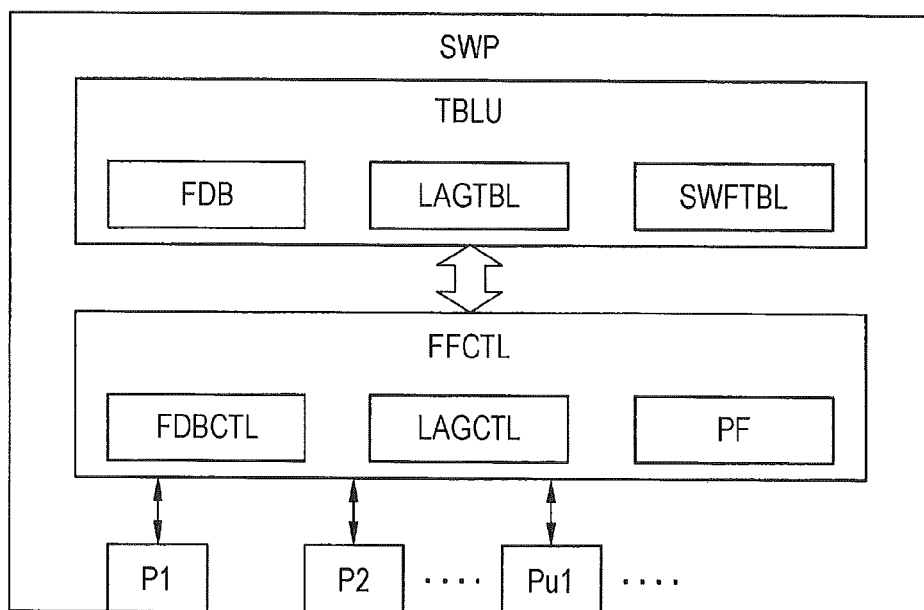 SWP
TBLU
FDB LAGTBL SWFTBL
FFCTL
FDBCTL LAGCTL PF
P1 P2 .... Pu1 ....